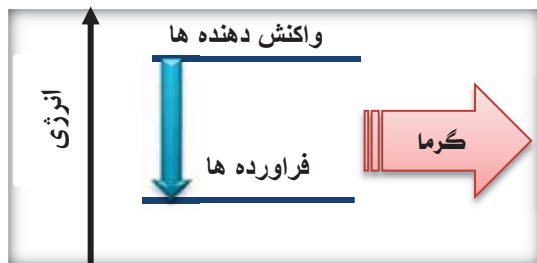 واکنش دهنده ها
انرژی
گرما
فراورده ها